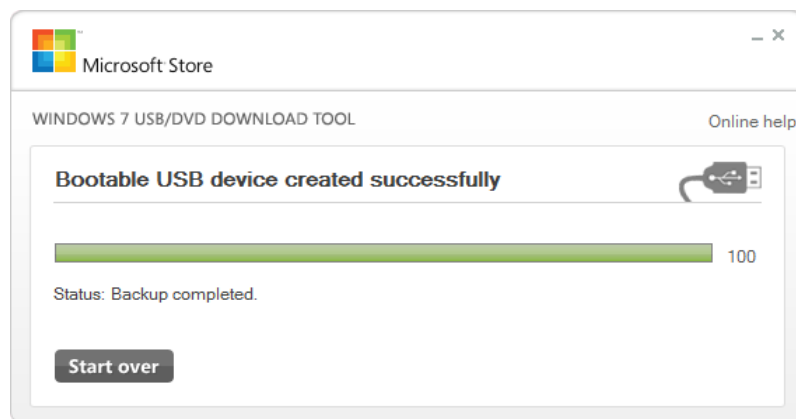 Microsoft Store
WINDOWS 7 USB/DVD DOWNLOAD TOOL
Online help
Bootable USB device created successfully
100
Status: Backup completed.
Start over